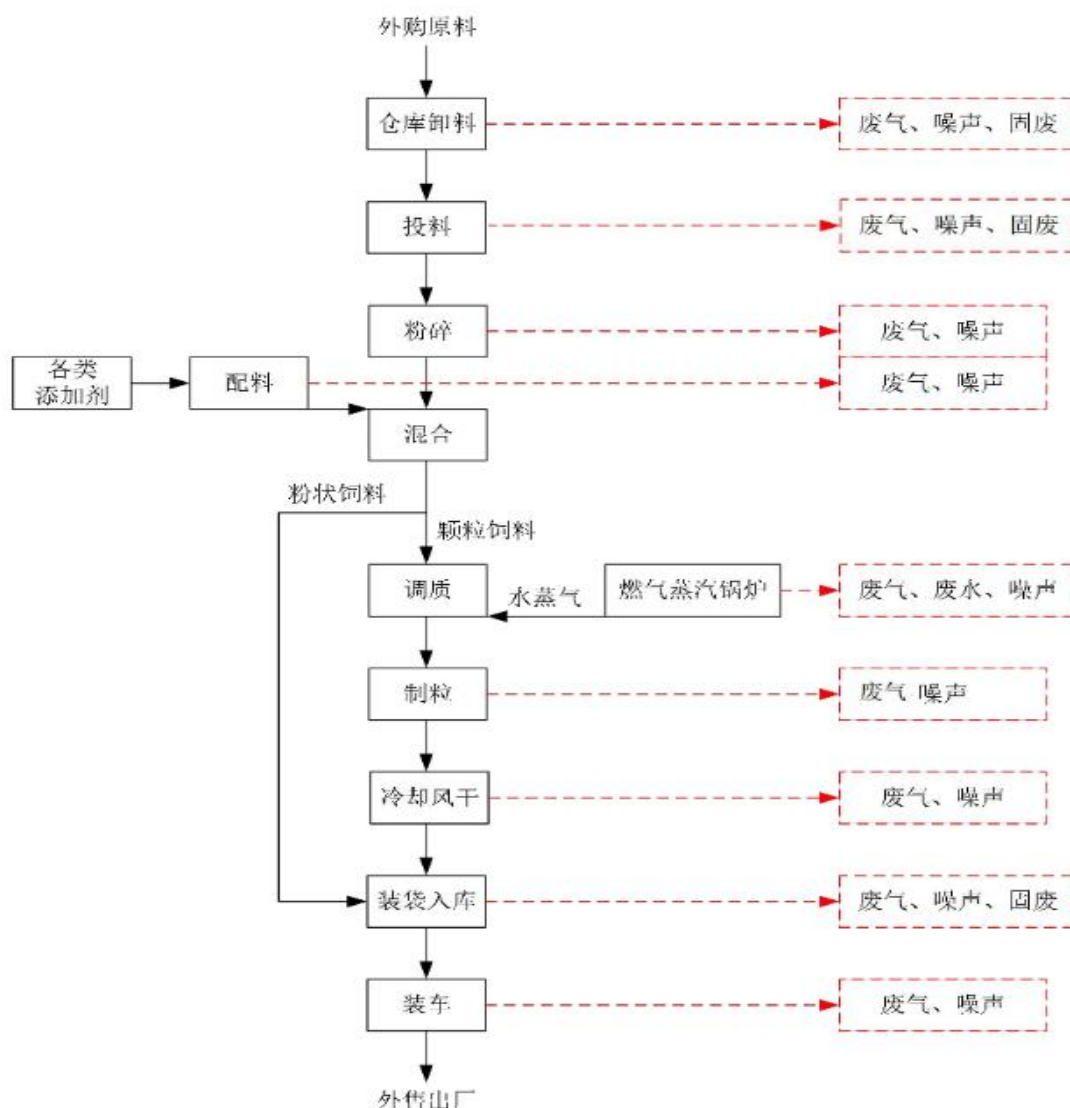 外购原料
仓库卸料
废气、噪声、固废
投料
废气、噪声、固废
粉碎
废气、噪声
各类
添加剂
配料
废气、噪声
混合
粉状饲料
颗粒饲料
调质
水蒸气
燃气蒸汽锅炉
废气、废水、噪声
制粒
废气 噪声
冷却风干
废气、噪声
装袋入库
废气、噪声、固废
装车
废气、噪声
外售出厂